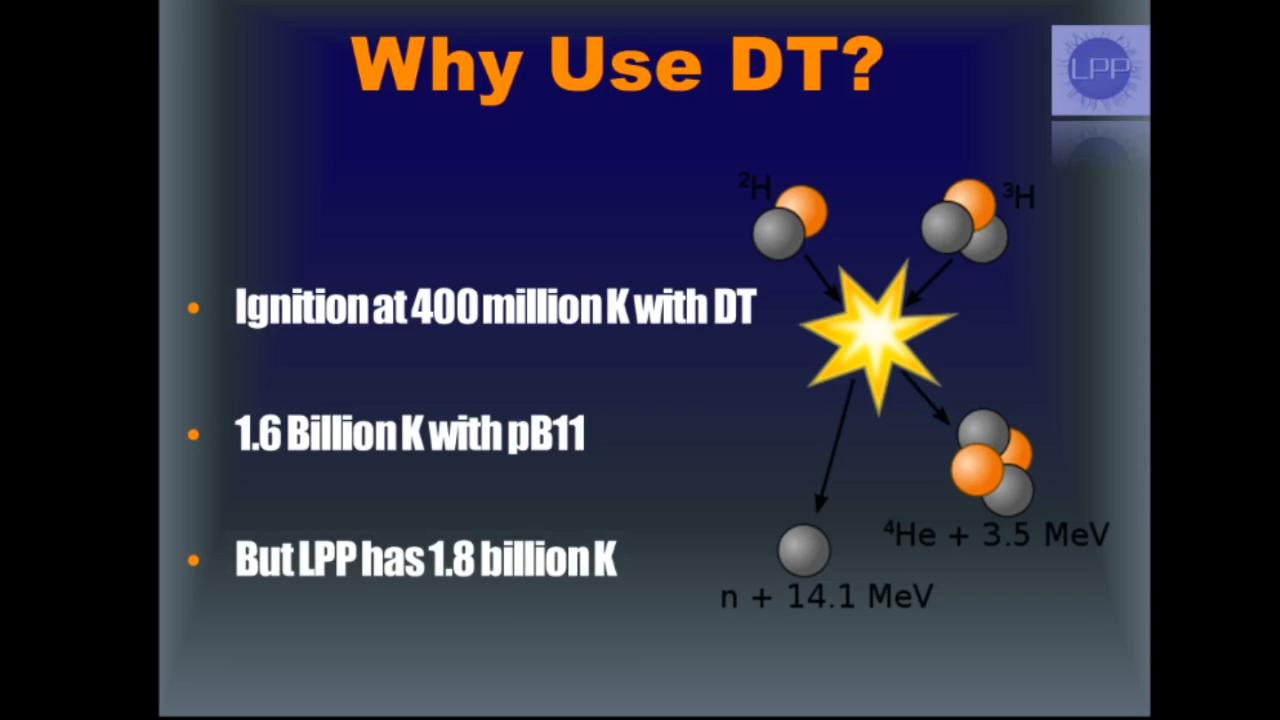 Why Use DT?
LPP
²H
³H
Ignition at 400 million K with DT
1.6 Billion K with pB11
But LPP has 1.8 billion K
⁴He + 3.5 MeV
n + 14.1 MeV